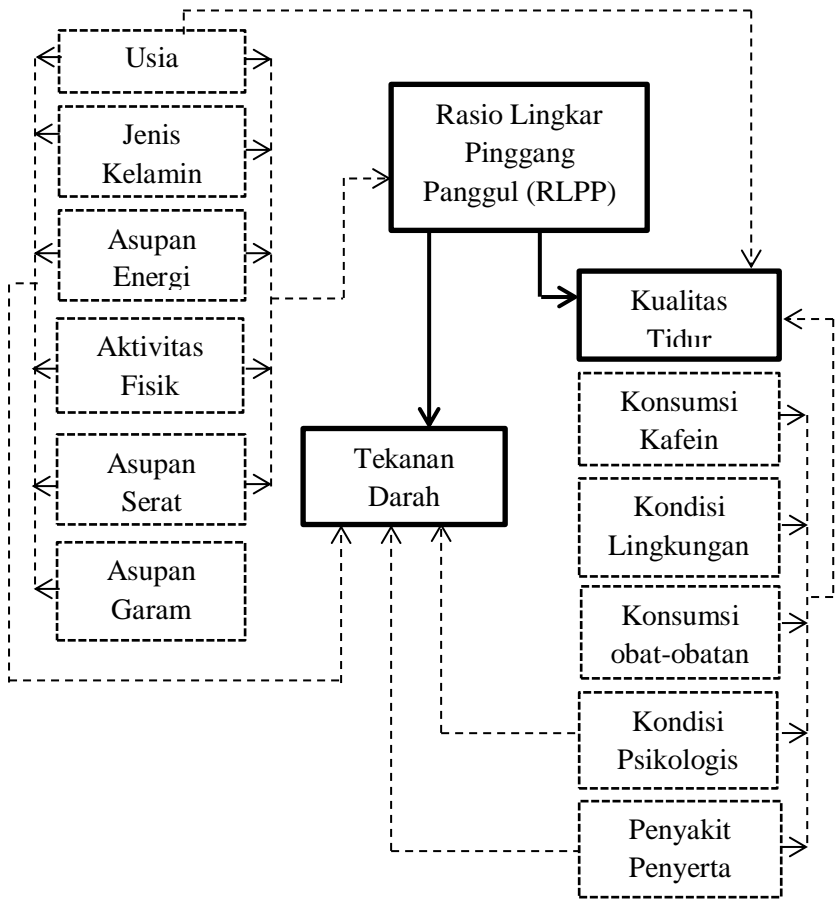 Usia
Jenis
Kelamin
Asupan
Energi
Aktivitas
Fisik
Asupan
Serat
Asupan
Garam
Rasio Lingkar
Pinggang
Panggul (RLPP)
Tekanan
Darah
Kualitas
Tidur
Konsumsi
Kafein
Kondisi
Lingkungan
Konsumsi
obat-obatan
Kondisi
Psikologis
Penyakit
Penyerta